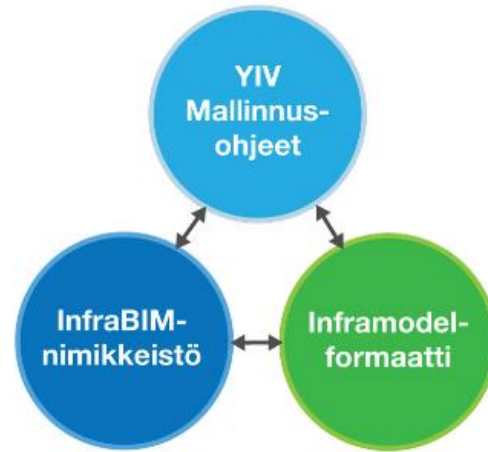 YIV
Mallinnus-
ohjeet
InfraBIM-
nimikkeistö
Inframodel-
formaatti